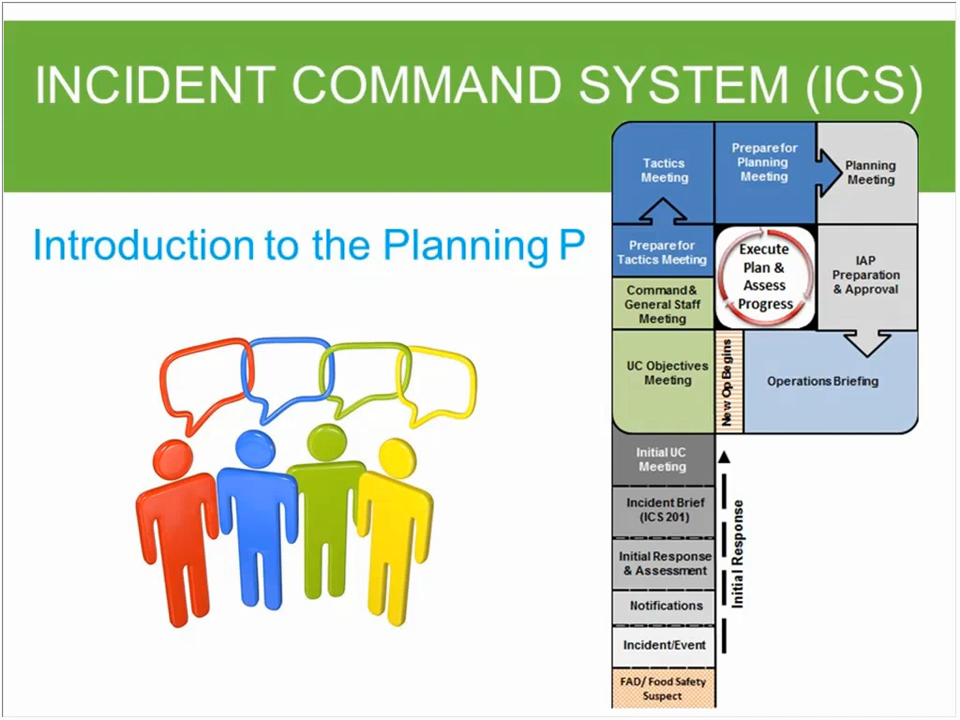 INCIDENT COMMAND SYSTEM (ICS)
Introduction to the Planning P
Tactics
Meeting
Prepare for
Planning
Meeting
Planning
Meeting
Prepare for
Tactics Meeting
Execute
Plan &
Assess
Progress
IAP
Preparation
& Approval
Command &
General Staff
Meeting
UC Objectives
Meeting
New Op Begins
Operations Briefing
Initial UC
Meeting
Incident Brief
(ICS 201)
Initial Response
& Assessment
Notifications
Incident/Event
FAD/ Food Safety
Suspect
Initial Response